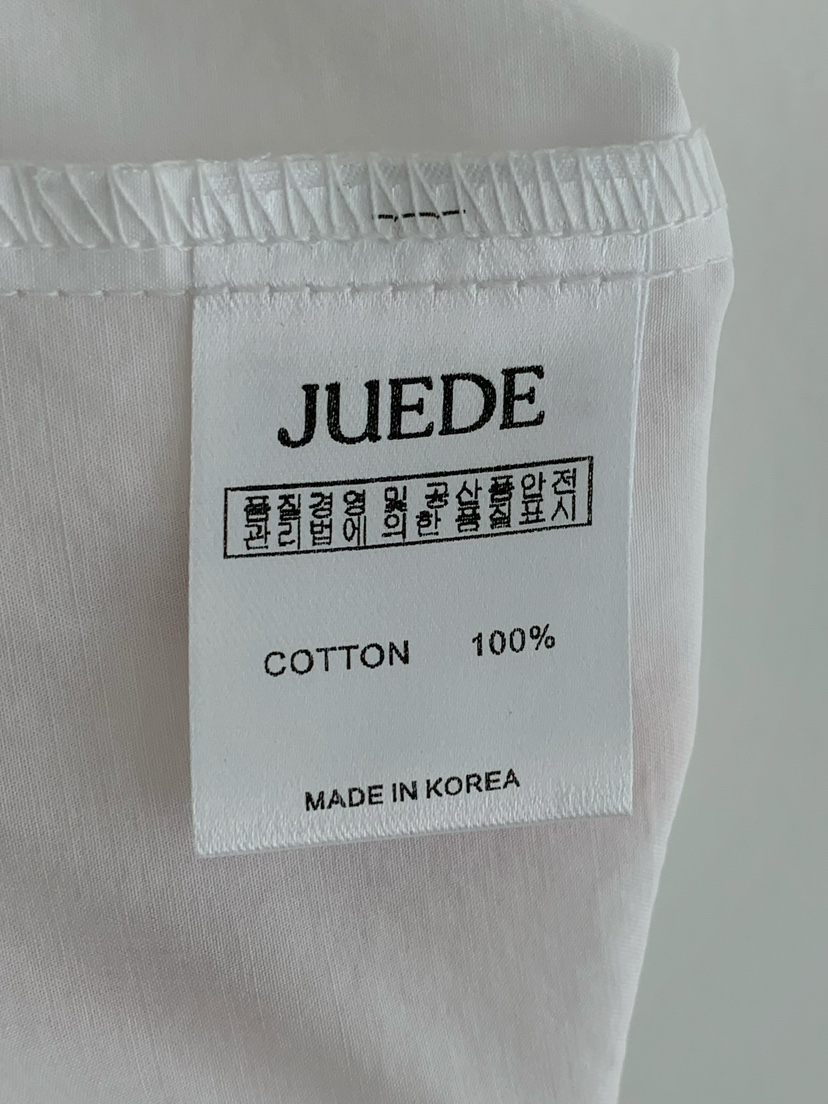 JUEDE
품질경영 및 공산품안전
관리법에 의한 품질표시
COTTON 100%
MADE IN KOREA